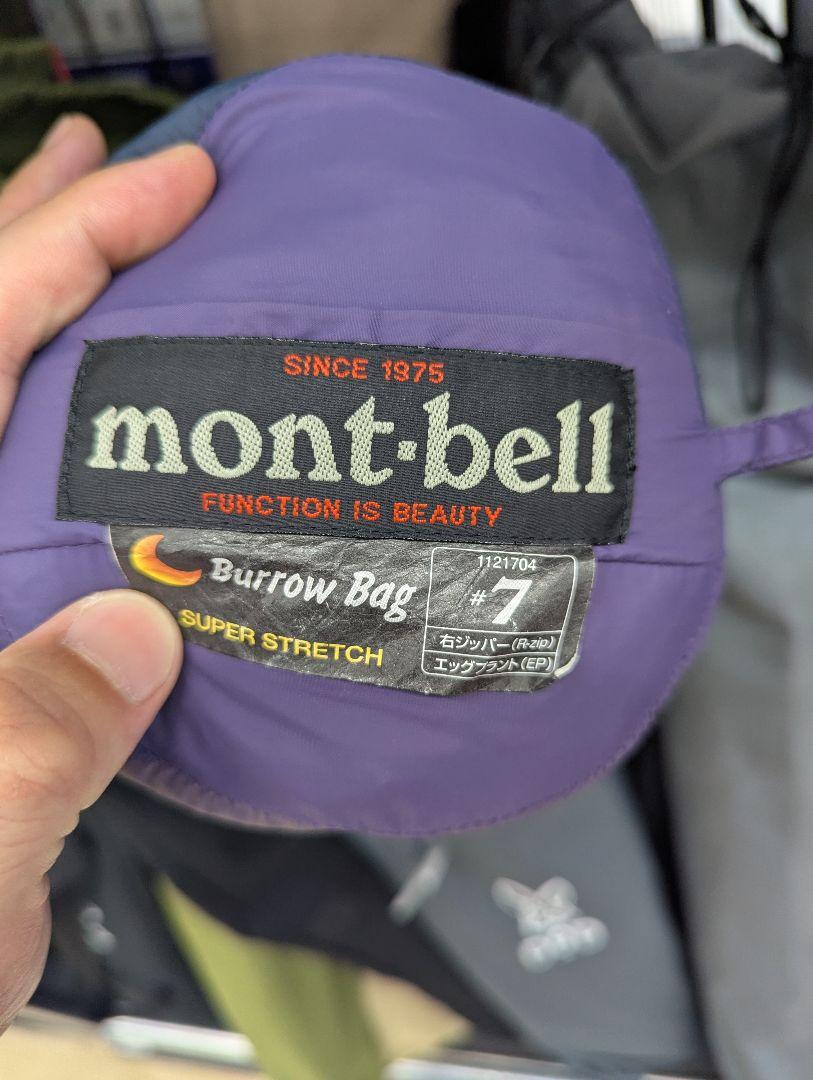 SINCE 1975
mont-bell
FUNCTION IS BEAUTY
Burrow Bag
SUPER STRETCH
1121704
#7
右ジッパー(R-zip)
エッグプラント(EP)